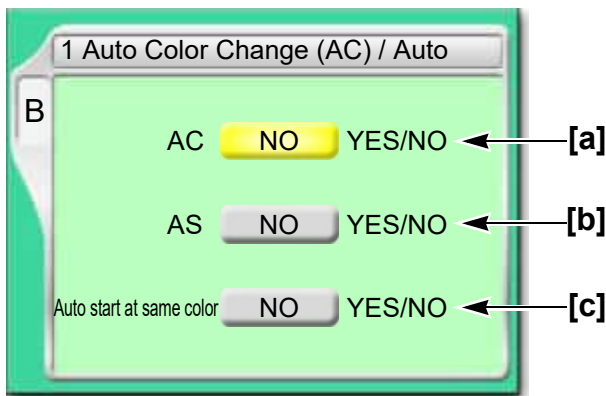 1 Auto Color Change (AC) / Auto
B
AC NO YES/NO [a]
AS NO YES/NO [b]
Auto start at same color NO YES/NO [c]